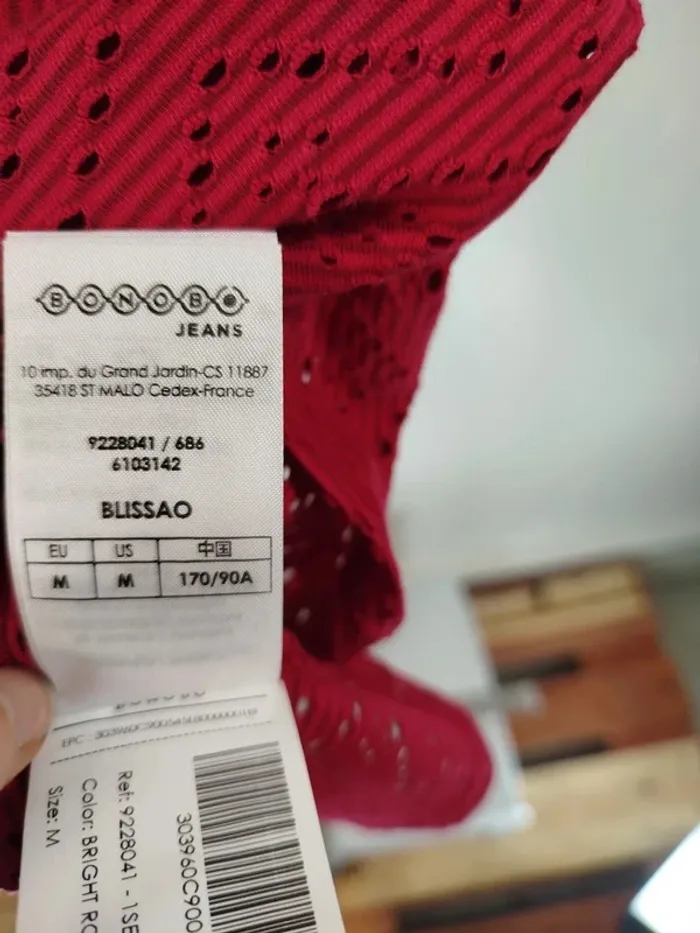 BONOBO
JEANS
10 imp. du Grand Jardin-CS 11887
35418 ST MALO Cedex-France
9228041 / 686
6103142
BLISSAO
EU US 中国
M M 170/90A
EPC :
303960C900
Ref: 9228041 - 1SE
Color: BRIGHT RO
Size: M